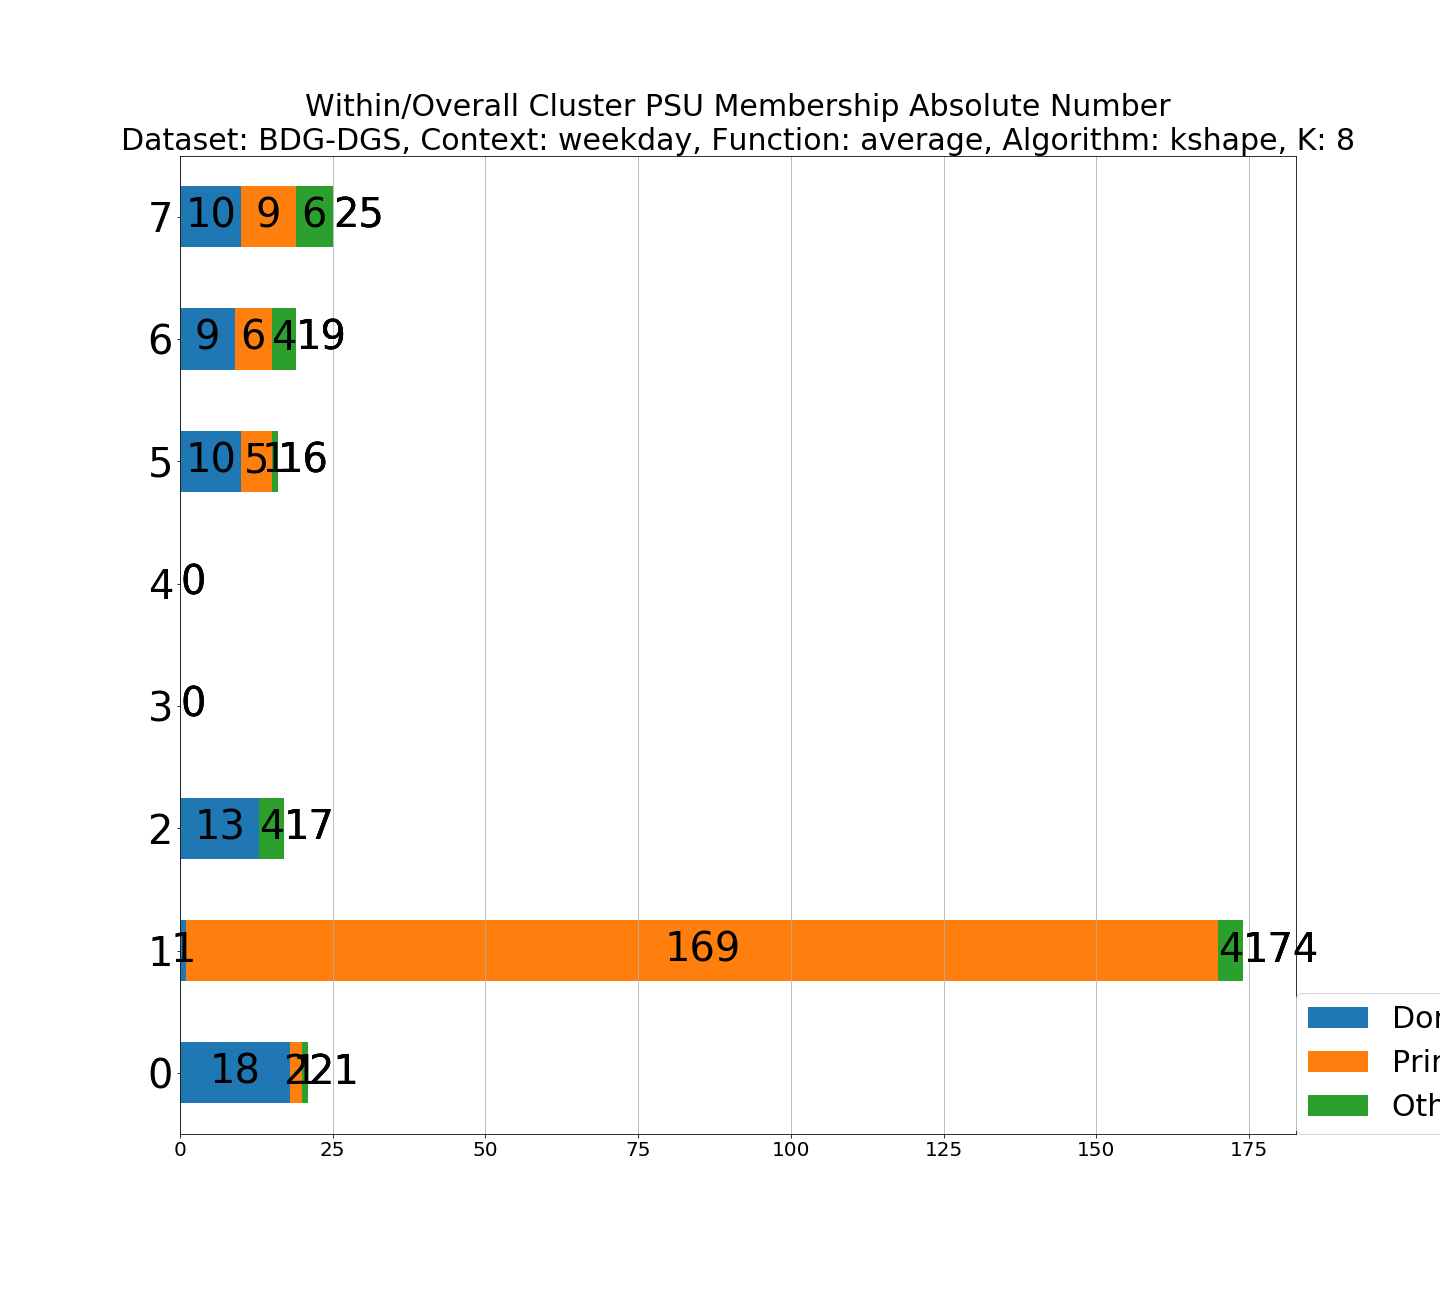 Within/Overall Cluster PSU Membership Absolute Number
Dataset: BDG-DGS, Context: weekday, Function: average, Algorithm: kshape, K: 8
7 10 9 6 25
6 9 6 4 19
5 10 5 1 16
4 0
3 0
2 13 4 17
1 1 169 4 174
0 18 2 1 21
0 25 50 75 100 125 150 175